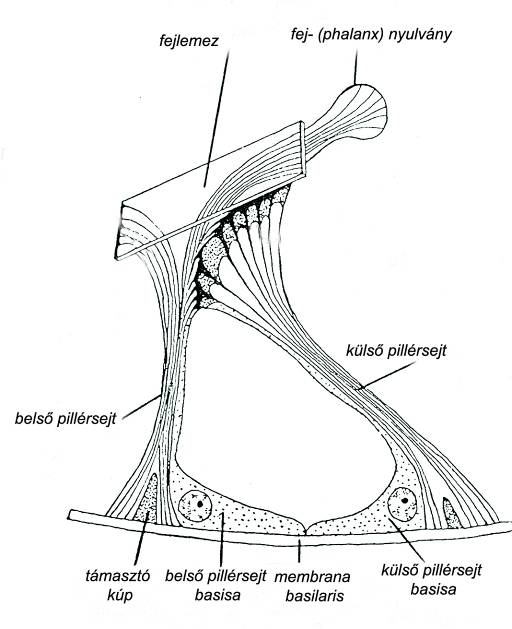 fejlemez
fej- (phalanx) nyulvány
külső pillérsejt
belső pillérsejt
támasztó
kúp
belső pillérsejt
basisa
membrana
basilaris
külső pillérsejt
basisa